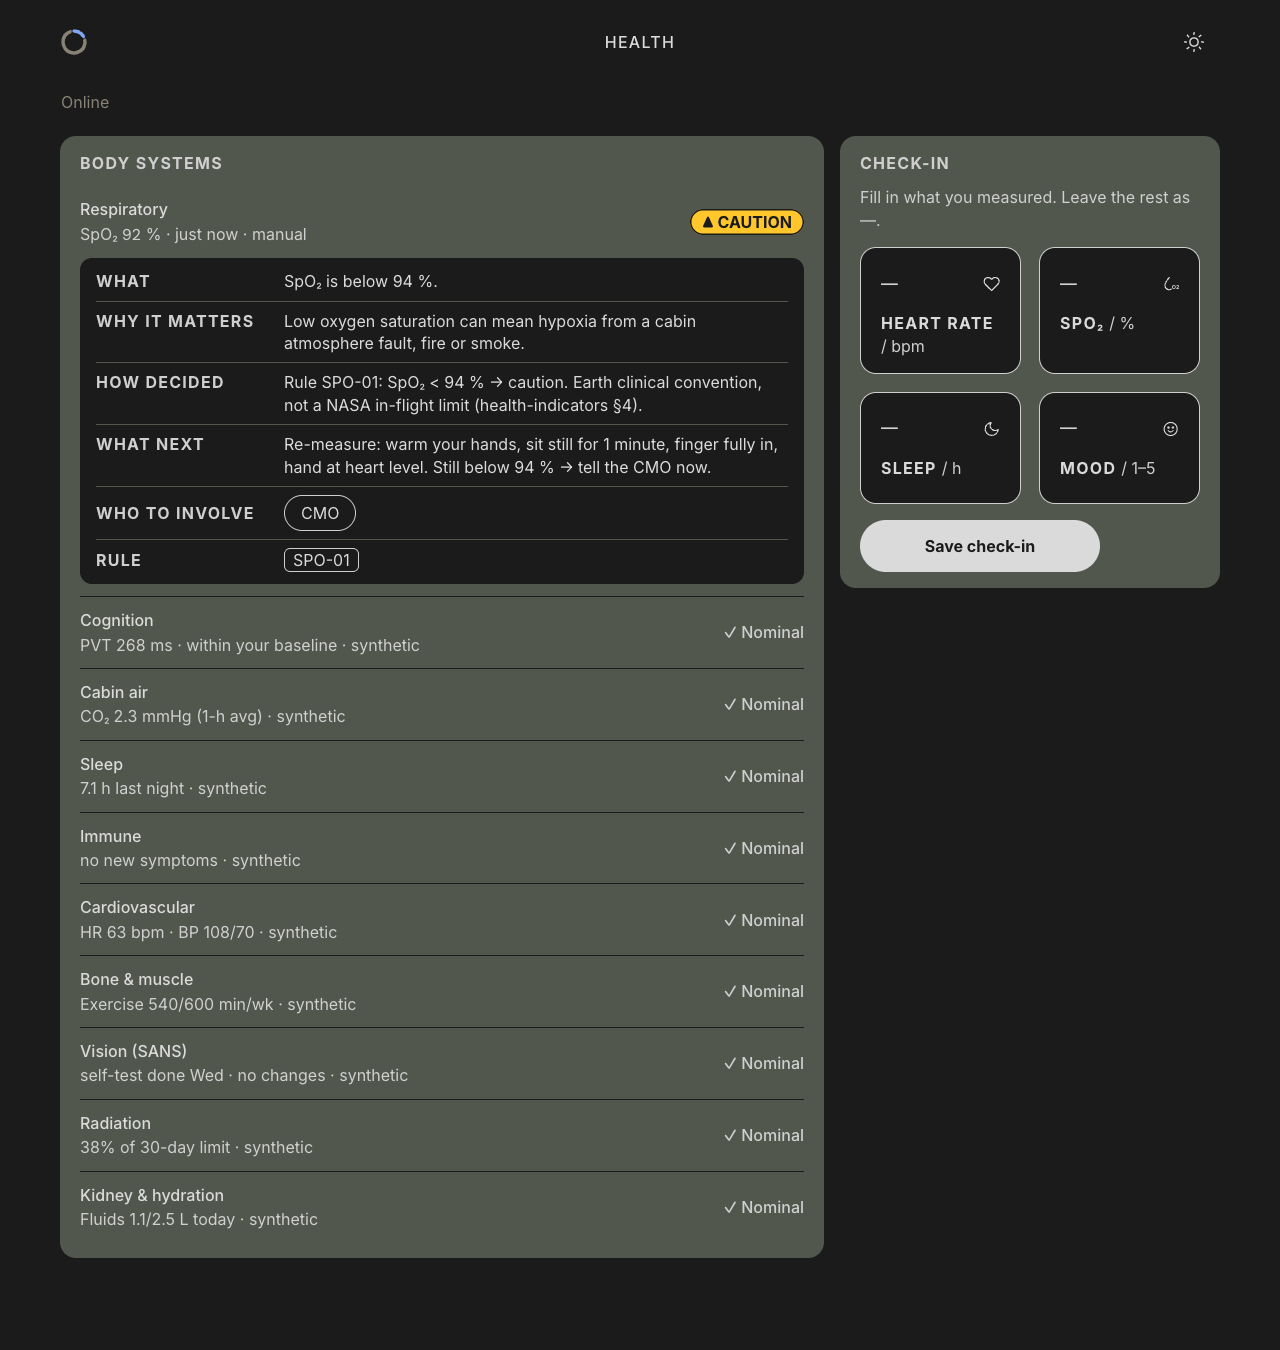 HEALTH
Online
BODY SYSTEMS
Respiratory
SpO₂ 92 % · just now · manual
▲ CAUTION
WHAT
SpO₂ is below 94 %.
WHY IT MATTERS
Low oxygen saturation can mean hypoxia from a cabin
atmosphere fault, fire or smoke.
HOW DECIDED
Rule SPO-01: SpO₂ < 94 % → caution. Earth clinical convention,
not a NASA in-flight limit (health-indicators §4).
WHAT NEXT
Re-measure: warm your hands, sit still for 1 minute, finger fully in,
hand at heart level. Still below 94 % → tell the CMO now.
WHO TO INVOLVE
CMO
RULE
SPO-01
Cognition
PVT 268 ms · within your baseline · synthetic
✓ Nominal
Cabin air
CO₂ 2.3 mmHg (1-h avg) · synthetic
✓ Nominal
Sleep
7.1 h last night · synthetic
✓ Nominal
Immune
no new symptoms · synthetic
✓ Nominal
Cardiovascular
HR 63 bpm · BP 108/70 · synthetic
✓ Nominal
Bone & muscle
Exercise 540/600 min/wk · synthetic
✓ Nominal
Vision (SANS)
self-test done Wed · no changes · synthetic
✓ Nominal
Radiation
38% of 30-day limit · synthetic
✓ Nominal
Kidney & hydration
Fluids 1.1/2.5 L today · synthetic
✓ Nominal
CHECK-IN
Fill in what you measured. Leave the rest as
—.
—
HEART RATE
/ bpm
—
O2
SPO₂ / %
—
SLEEP / h
—
MOOD / 1–5
Save check-in